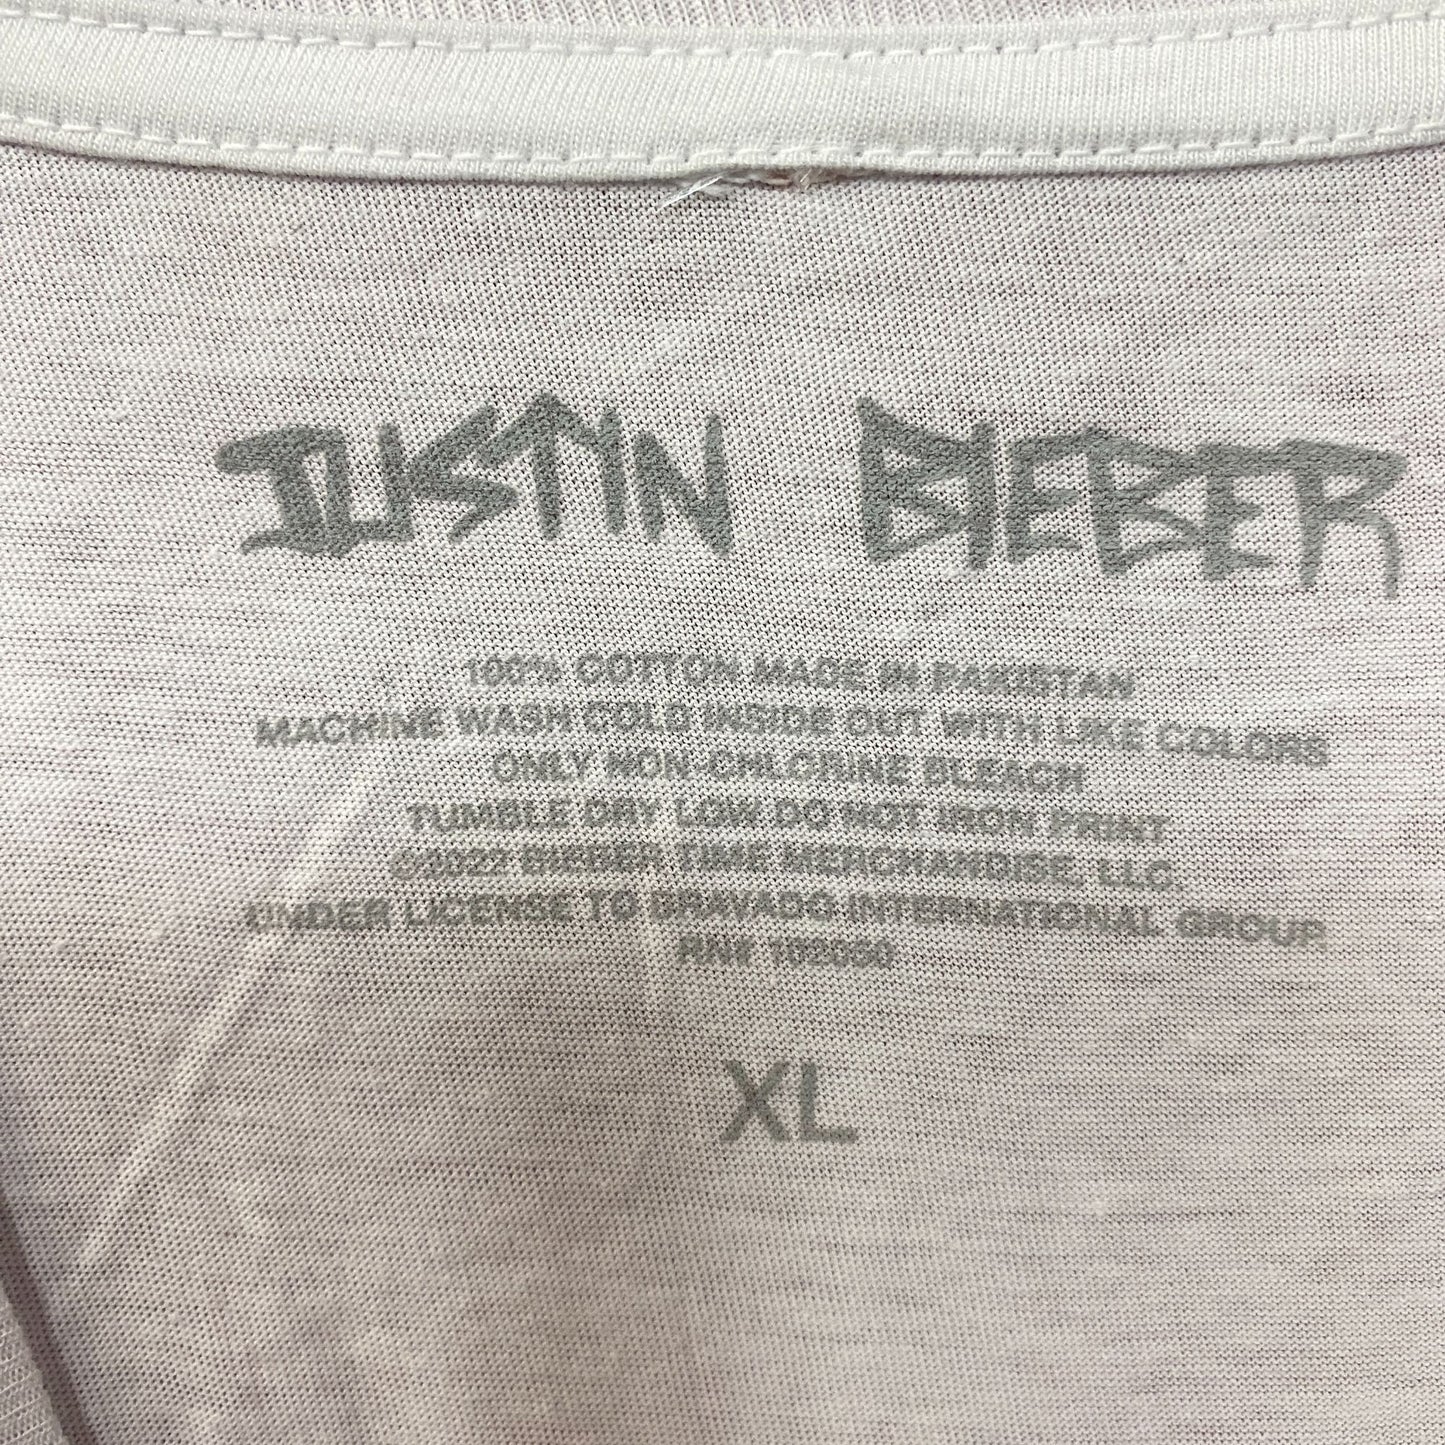 JUSTIN BIEBER
100% COTTON MADE IN PAKISTAN
MACHINE WASH COLD INSIDE OUT WITH LIKE COLORS
ONLY NON-CHLORINE BLEACH
TUMBLE DRY LOW DO NOT IRON PRINT
©2022 BIEBER TIME MERCHANDISE, LLC.
UNDER LICENSE TO BRAVADO INTERNATIONAL GROUP
RN# 102050
XL